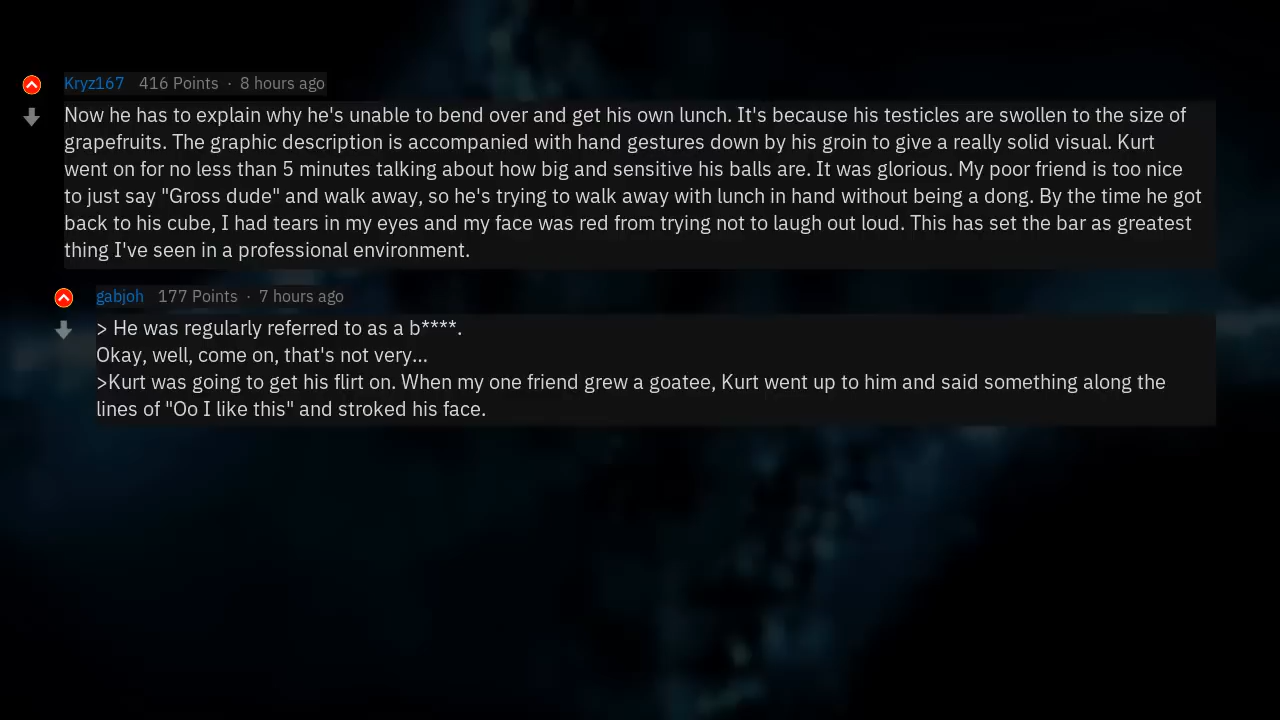 Kryz167 416 Points · 8 hours ago
Now he has to explain why he's unable to bend over and get his own lunch. It's because his testicles are swollen to the size of
grapefruits. The graphic description is accompanied with hand gestures down by his groin to give a really solid visual. Kurt
went on for no less than 5 minutes talking about how big and sensitive his balls are. It was glorious. My poor friend is too nice
to just say "Gross dude" and walk away, so he's trying to walk away with lunch in hand without being a dong. By the time he got
back to his cube, I had tears in my eyes and my face was red from trying not to laugh out loud. This has set the bar as greatest
thing I've seen in a professional environment.
gabjoh 177 Points · 7 hours ago
> He was regularly referred to as a b****.
Okay, well, come on, that's not very...
>Kurt was going to get his flirt on. When my one friend grew a goatee, Kurt went up to him and said something along the
lines of "Oo I like this" and stroked his face.